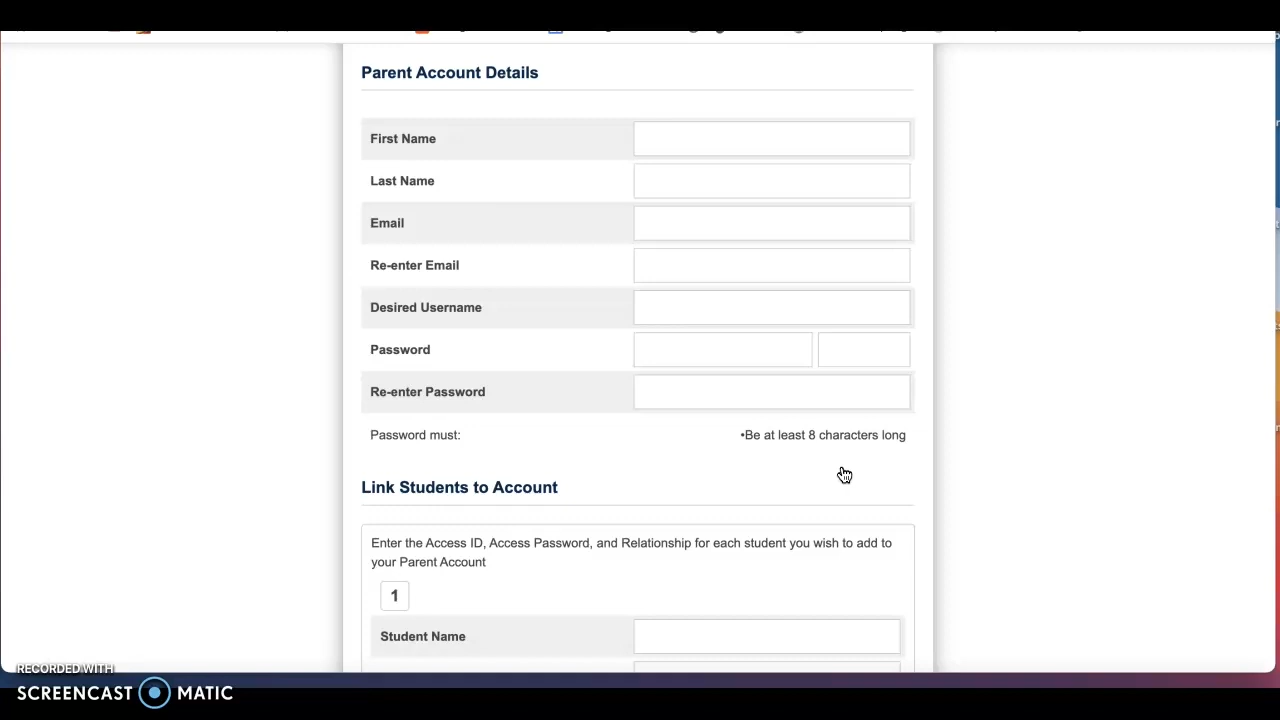 Parent Account Details
First Name
Last Name
Email
Re-enter Email
Desired Username
Password
Re-enter Password
Password must: •Be at least 8 characters long
Link Students to Account
Enter the Access ID, Access Password, and Relationship for each student you wish to add to
your Parent Account
1
Student Name
RECORDED WITH
SCREENCAST MATIC